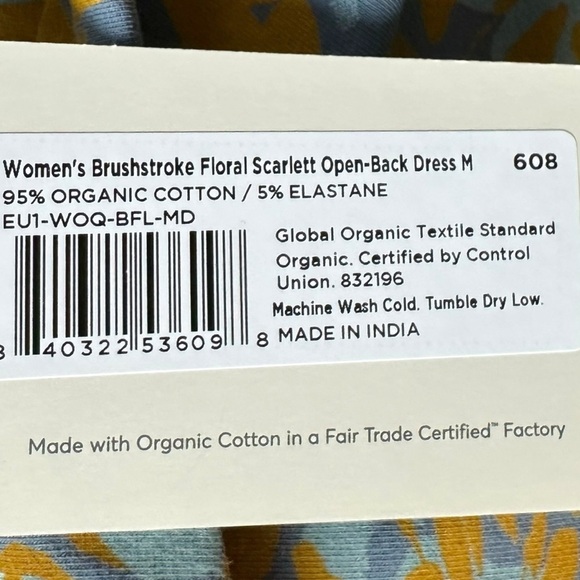 Women's Brushstroke Floral Scarlett Open-Back Dress M 608
95% ORGANIC COTTON / 5% ELASTANE
EU1-WOQ-BFL-MD
Global Organic Textile Standard
Organic. Certified by Control
Union. 832196
Machine Wash Cold. Tumble Dry Low.
MADE IN INDIA
8 40322 53609 8
Made with Organic Cotton in a Fair Trade Certified™ Factory